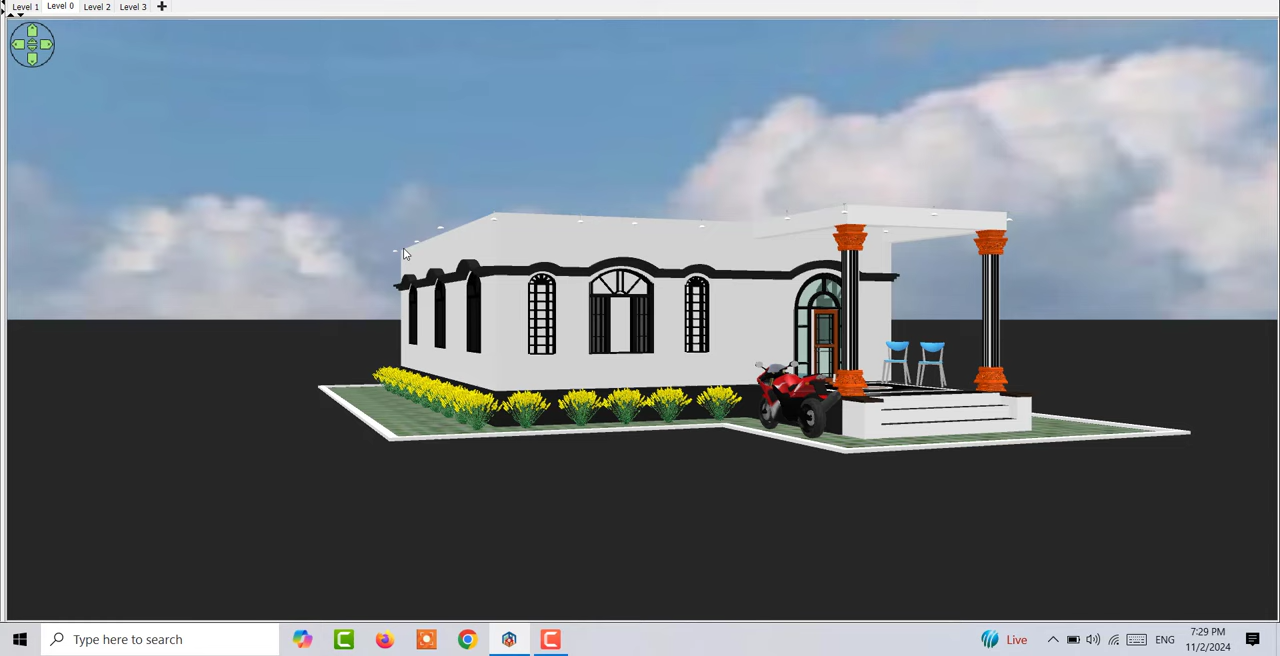 Level 1 Level 0 Level 2 Level 3
Type here to search
Live
ENG
7:29 PM
11/2/2024